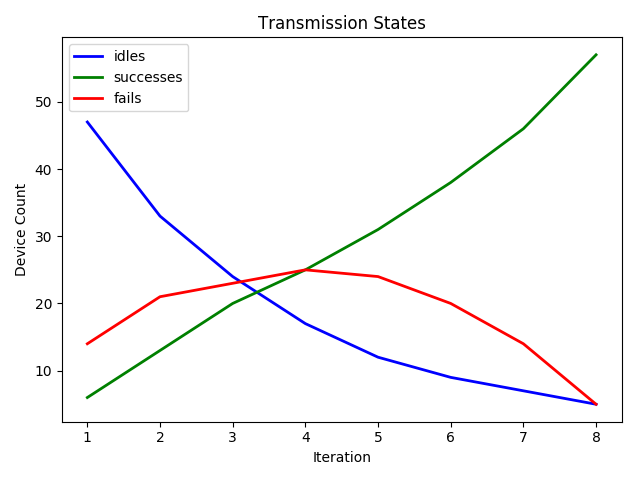 Transmission States
idles
successes
fails
Device Count
50
40
30
20
10
1 2 3 4 5 6 7 8
Iteration